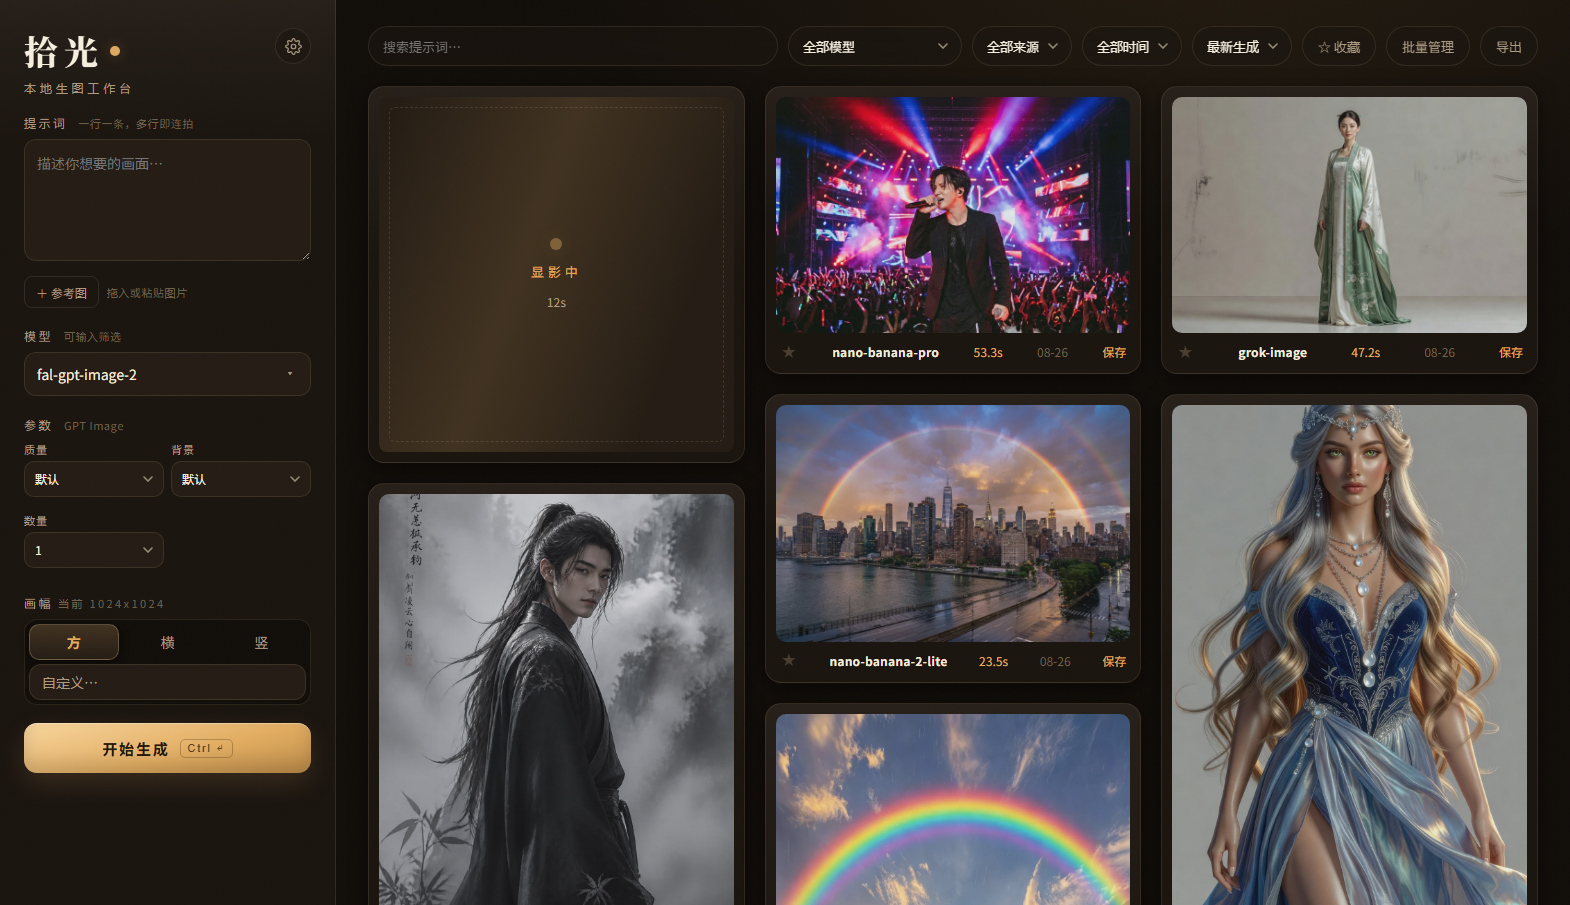 拾光
本地生图工作台
提示词 一行一条，多行即连拍
描述你想要的画面…
＋ 参考图 拖入或粘贴图片
模型 可输入筛选
fal-gpt-image-2
参数 GPT Image
质量 背景
默认 默认
数量
1
画幅 当前 1024x1024
方 横 竖
自定义…
开始生成 Ctrl ↵
搜索提示词… 全部模型 全部来源 全部时间 最新生成 ☆ 收藏 批量管理 导出
显影中
12s
★ nano-banana-pro 53.3s 08-26 保存
★ grok-image 47.2s 08-26 保存
★ nano-banana-2-lite 23.5s 08-26 保存